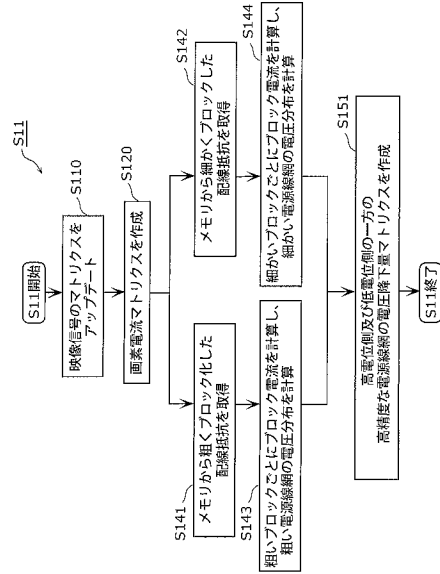 S11
S11開始
S110
映像信号のマトリクスを
アップデート
S120
画素電流マトリクスを作成
S141
メモリから粗くブロック化した
配線抵抗を取得
S142
メモリから細かくブロックした
配線抵抗を取得
S143
粗いブロックごとにブロック電流を計算し、
粗い電源線網の電圧分布を計算
S144
細かいブロックごとにブロック電流を計算し、
細かい電源線網の電圧分布を計算
S151
高電位側及び低電位側の一方の
高精度な電源線網の電圧降下量マトリクスを作成
S11終了